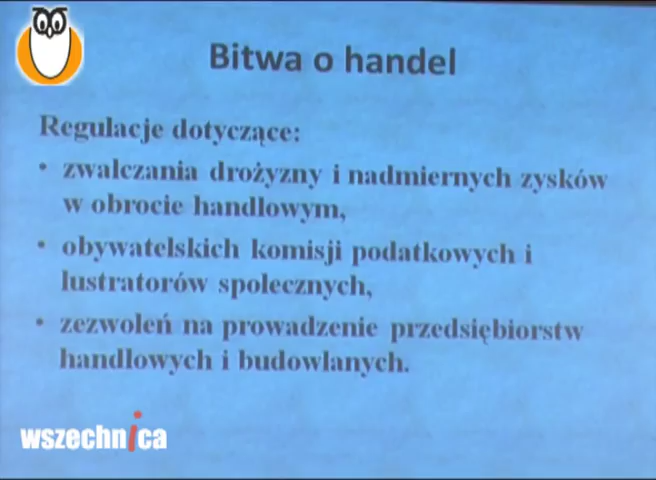 Bitwa o handel
Regulacje dotyczące:
• zwalczania drożyzny i nadmiernych zysków
w obrocie handlowym,
• obywatelskich komisji podatkowych i
lustratorów społecznych,
• zezwoleń na prowadzenie przedsiębiorstw
handlowych i budowlanych.
wszechnica